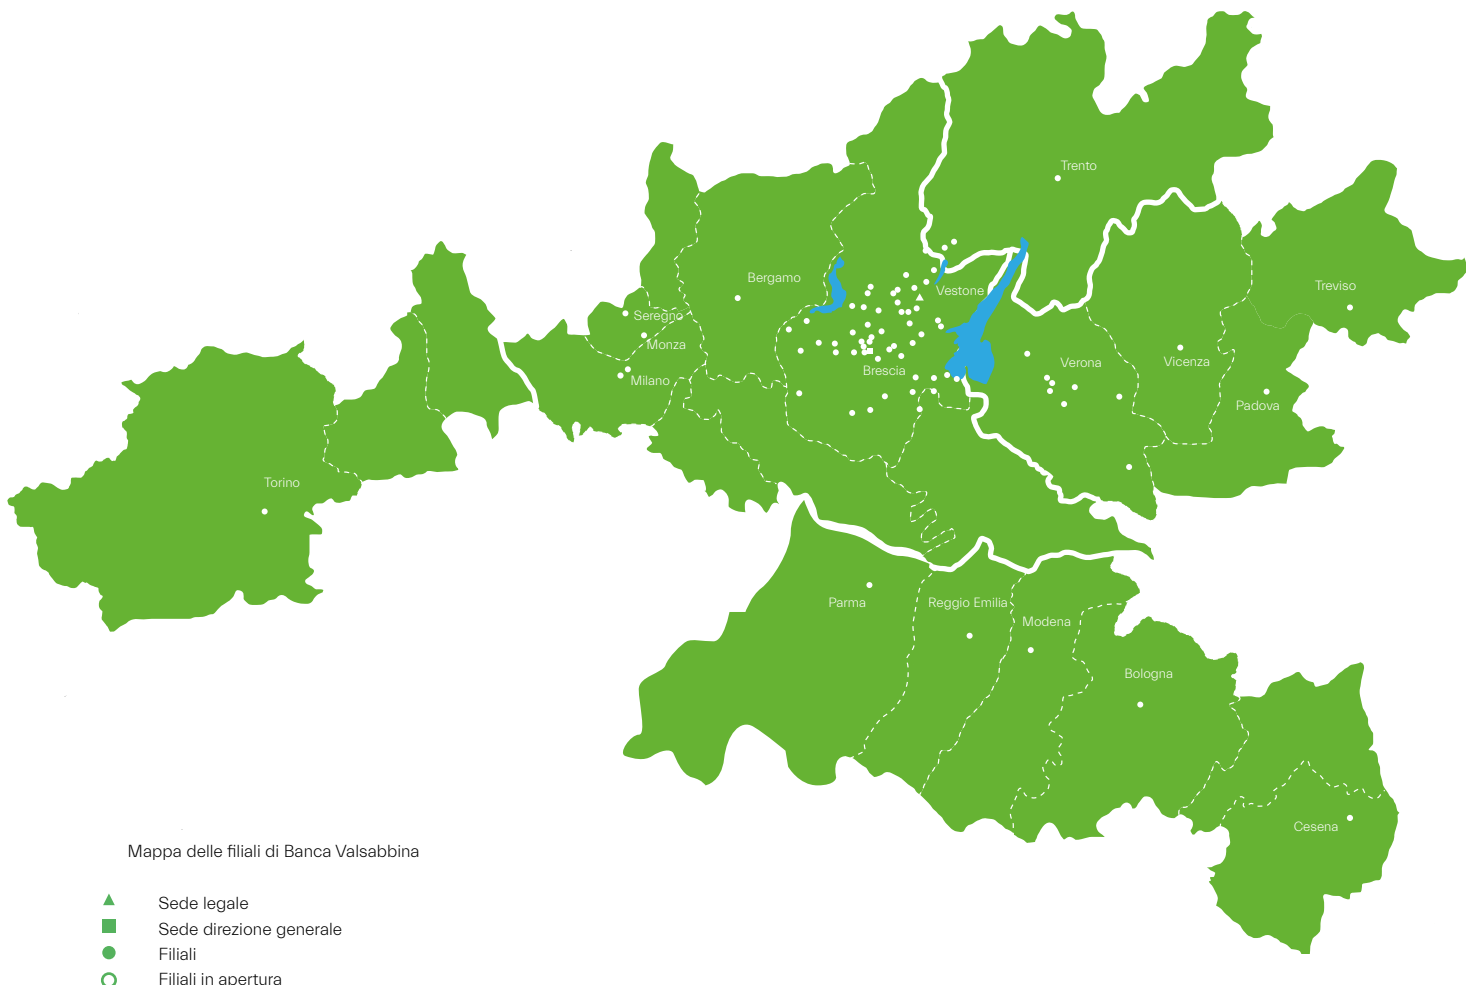 Trento
Bergamo
Treviso
Vestone
Seregno
Monza
Verona
Vicenza
Brescia
Milano
Padova
Torino
Parma
Reggio Emilia
Modena
Bologna
Cesena
Mappa delle filiali di Banca Valsabbina
Sede legale
Sede direzione generale
Filiali
Filiali in apertura